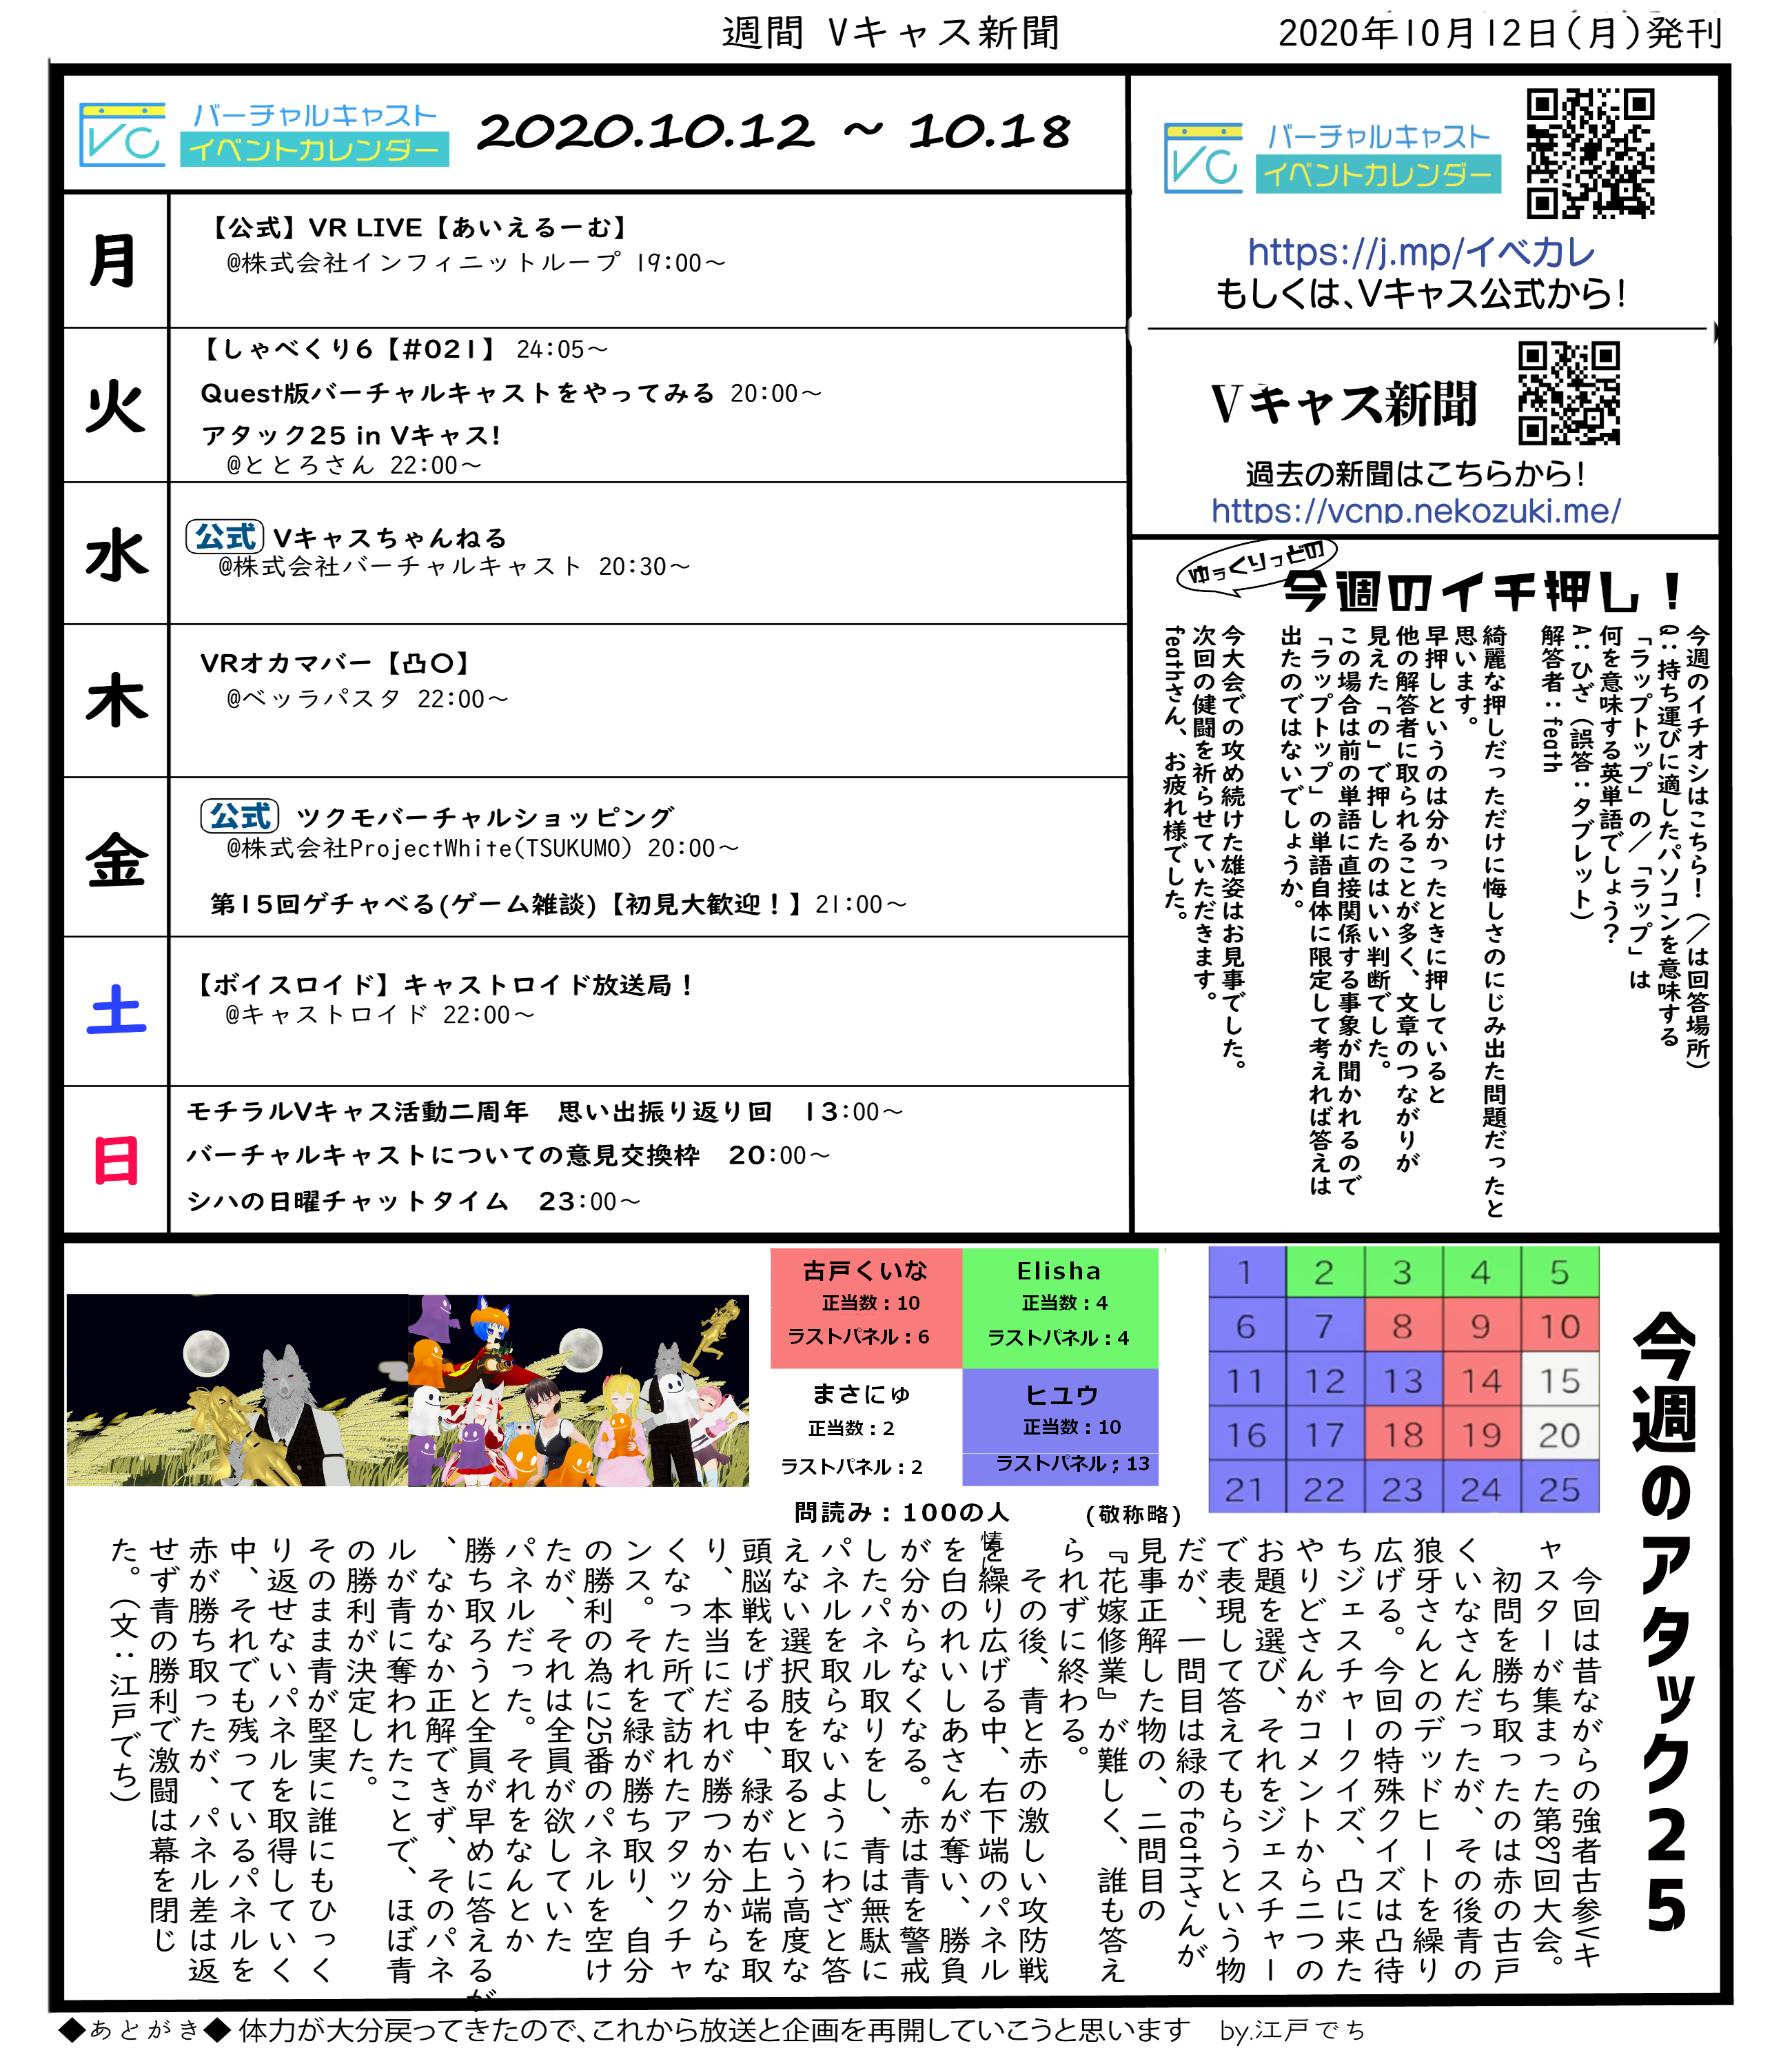 週間 Vキャス新聞
2020年10月12日(月)発刊
VC
バーチャルキャスト
イベントカレンダー
2020.10.12 ~ 10.18
月
【公式】VR LIVE【あいえるーむ】
@株式会社インフィニットループ 19:00～
火
【しゃべくり6【#021】 24:05～
Quest版バーチャルキャストをやってみる 20:00～
アタック25 in Vキャス!
@ととろさん 22:00～
水
公式 Vキャスちゃんねる
@株式会社バーチャルキャスト 20:30～
木
VRオカマバー【凸〇】
@ベッラパスタ 22:00～
金
公式 ツクモバーチャルショッピング
@株式会社ProjectWhite(TSUKUMO) 20:00～
第15回ゲチャべる(ゲーム雑談)【初見大歓迎！】21:00～
土
【ボイスロイド】キャストロイド放送局！
@キャストロイド 22:00～
日
モチラルVキャス活動二周年　思い出振り返り回　13:00～
バーチャルキャストについての意見交換枠　20:00～
シハの日曜チャットタイム　23:00～
VC
バーチャルキャスト
イベントカレンダー
https://j.mp/イベカレ
もしくは、Vキャス公式から！
Vキャス新聞
過去の新聞はこちらから！
https://vcnp.nekozuki.me/
ゆっくりっどの
今週のイチ押し！
今週のイチオシはこちら！（／は回答場所）
Q：持ち運びに適したパソコンを意味する
「ラップトップ」の／「ラップ」は
何を意味する英単語でしょう？
A：ひざ（誤答：タブレット）
解答者：feath
綺麗な押しだっただけに悔しさのにじみ出た問題だったと
思います。
早押しというのは分かったときに押していると
他の解答者に取られることが多く、文章のつながりが
見えた「の」で押したのはいい判断でした。
この場合は前の単語に直接関係する事象が聞かれるので
「ラップトップ」の単語自体に限定して考えれば答えは
出たのではないでしょうか。
今大会での攻め続けた雄姿はお見事でした。
次回の健闘を祈らせていただきます。
feathさん、お疲れ様でした。
今週のアタック25
1 2 3 4 5
6 7 8 9 10
11 12 13 14 15
16 17 18 19 20
21 22 23 24 25
古戸くいな
正当数：10
ラストパネル：6
Elisha
正当数：4
ラストパネル：4
まさにゅ
正当数：2
ラストパネル：2
ヒユウ
正当数：10
ラストパネル：13
問読み：100の人
(敬称略)
今回は昔ながらの強者古参Vキ
ャスターが集まった第87回大会。
初問を勝ち取ったのは赤の古戸
くいなさんだったが、その後青の
狼牙さんとのデッドヒートを繰り
広げる。今回の特殊クイズは凸待
ちジェスチャークイズ、凸に来た
やりどさんがコメントから二つの
お題を選び、それをジェスチャー
で表現して答えてもらうという物
だが、一問目は緑のfeathさんが
見事正解した物の、二問目の
『花嫁修業』が難しく、誰も答え
られずに終わる。
その後、青と赤の激しい攻防戦
を繰り広げる中、右下端のパネル
を白のれいしあさんが奪い、勝負
が分からなくなる。赤は青を警戒
したパネル取りをし、青は無駄に
パネルを取らないようにわざと答
えない選択肢を取るという高度な
頭脳戦をげる中、緑が右上端を取
り、本当にだれが勝つか分からな
くなった所で訪れたアタックチャ
ンス。それを緑が勝ち取り、自分
の勝利の為に25番のパネルを空け
たが、それは全員が欲していた
パネルだった。それをなんとか
勝ち取ろうと全員が早めに答えるが
、なかなか正解できず、そのパネ
ルが青に奪われたことで、ほぼ青
の勝利が決定した。
そのまま青が堅実に誰にもひっく
り返せないパネルを取得していく
中、それでも残っているパネルを
赤が勝ち取ったが、パネル差は返
せず青の勝利で激闘は幕を閉じ
た。（文：江戸でち）
◆あとがき◆ 体力が大分戻ってきたので、これから放送と企画を再開していこうと思います　by.江戸でち